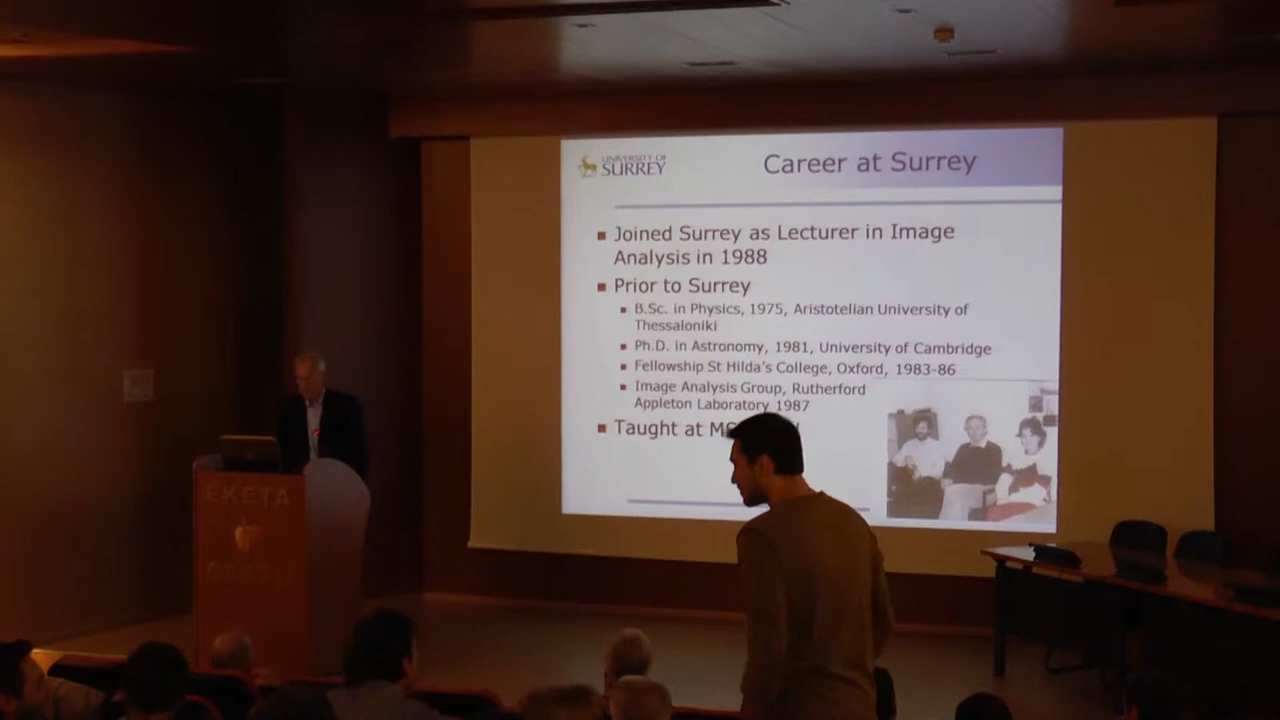 UNIVERSITY OF
SURREY
Career at Surrey
Joined Surrey as Lecturer in Image
Analysis in 1988
Prior to Surrey
B.Sc. in Physics, 1975, Aristotelian University of
Thessaloniki
Ph.D. in Astronomy, 1981, University of Cambridge
Fellowship St Hilda's College, Oxford, 1983-86
Image Analysis Group, Rutherford
Appleton Laboratory 1987
Taught at
EKETA